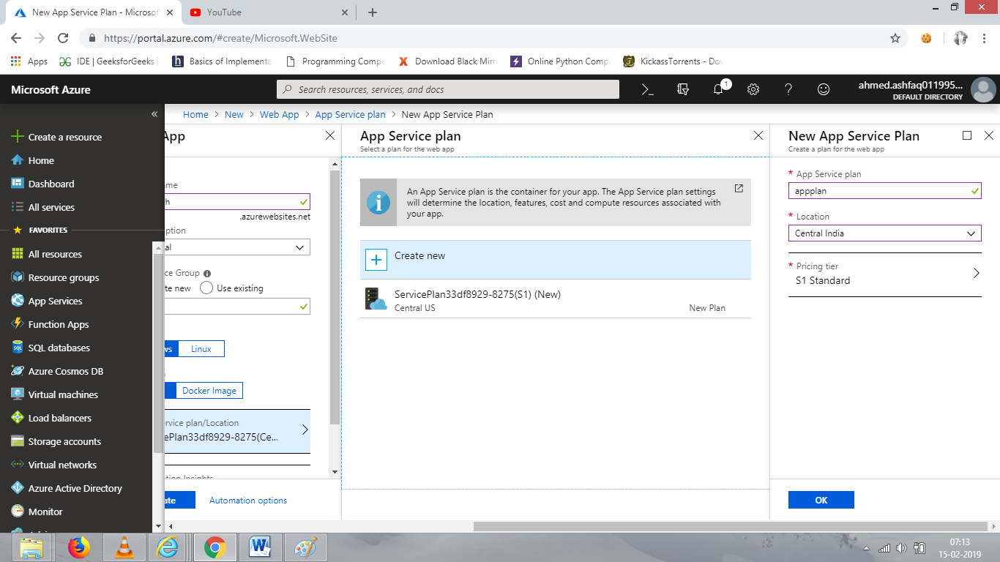 New App Service Plan - Microsof
YouTube
https://portal.azure.com/#create/Microsoft.WebSite
Apps
IDE | GeeksforGeeks |
Basics of Implementa
Programming Compe
Download Black Mirr
Online Python Compi
KickassTorrents - Dow
Microsoft Azure
Search resources, services, and docs
1
ahmed.ashfaq011995...
DEFAULT DIRECTORY
Home > New > Web App > App Service plan > New App Service Plan
Create a resource
Home
Dashboard
All services
FAVORITES
All resources
Resource groups
App Services
Function Apps
SQL databases
Azure Cosmos DB
Virtual machines
Load balancers
Storage accounts
Virtual networks
Azure Active Directory
Monitor
App
me
h
.azurewebsites.net
ption
al
ce Group
te new
Use existing
ws
Linux
Docker Image
rvice plan/Location
ePlan33df8929-8275(Ce...
ate
Automation options
App Service plan
Select a plan for the web app
An App Service plan is the container for your app. The App Service plan settings
will determine the location, features, cost and compute resources associated with
your app.
Create new
ServicePlan33df8929-8275(S1) (New)
Central US
New Plan
New App Service Plan
Create a plan for the web app
* App Service plan
appplan
* Location
Central India
* Pricing tier
S1 Standard
OK
07:13
15-02-2019